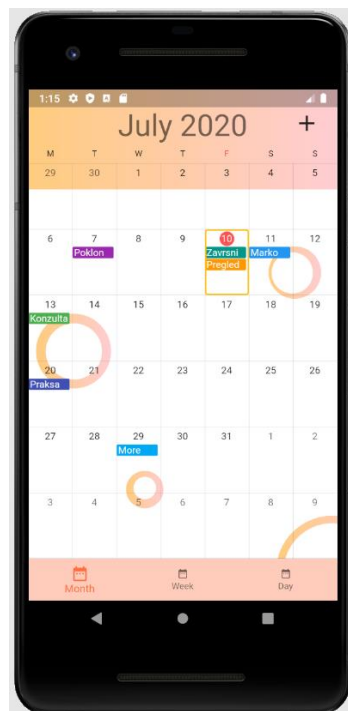 1:15
July 2020 +
M T W T F S S
29 30 1 2 3 4 5
6 7 8 9 10 11 12
Poklon Zavrsni Marko
Pregled
13 14 15 16 17 18 19
Konzulta
20 21 22 23 24 25 26
Praksa
27 28 29 30 31 1 2
More
3 4 5 6 7 8 9
Month Week Day